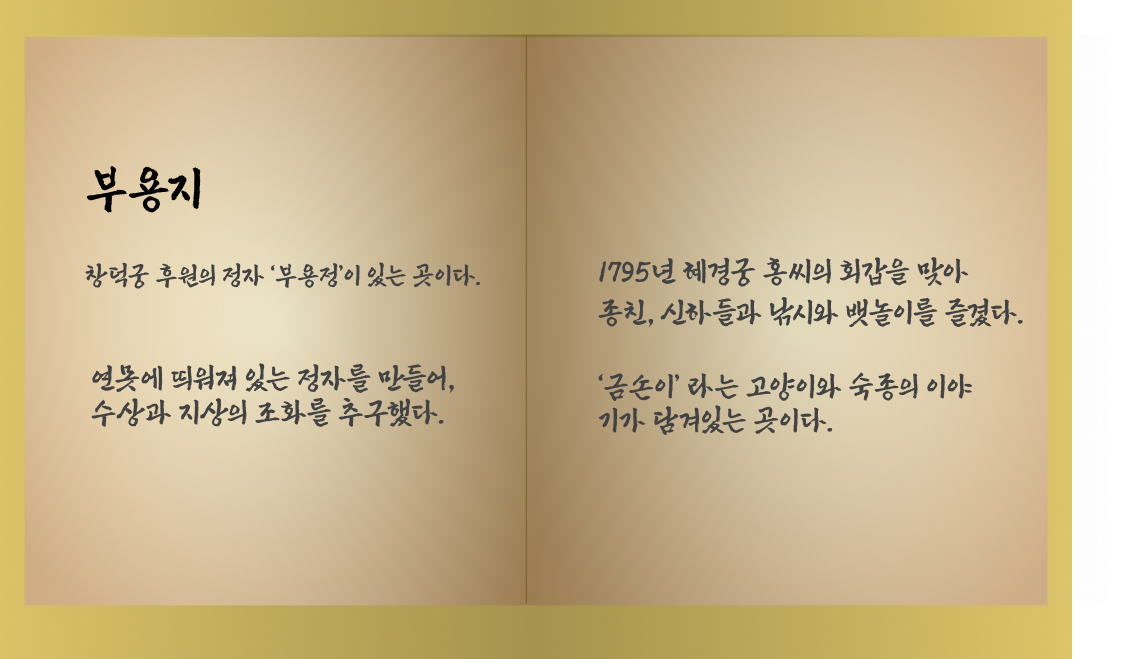 부용지
창덕궁 후원의 정자 ‘부용정’이 있는 곳이다.
연못에 띄워져 있는 정자를 만들어,
수상과 지상의 조화를 추구했다.
1795년 혜경궁 홍씨의 회갑을 맞아
종친, 신하들과 낚시와 뱃놀이를 즐겼다.
‘금손이’ 라는 고양이와 숙종의 이야
기가 담겨있는 곳이다.